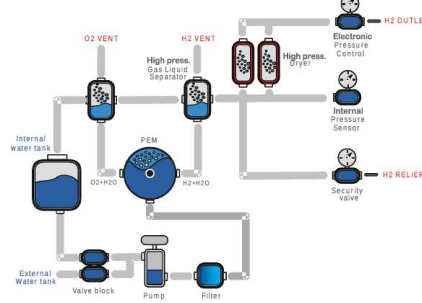 H2 OUTLET
Electronic
Pressure
Control
O2 VENT
H2 VENT
High press.
Gas Liquid
Separator
High press.
Dryer
Internal
Pressure
Sensor
Internal
water tank
PEM
O2+H2O
H2+H2O
H2 RELIEF
Security
valve
External
Water tank
Valve block
Pump
Filter